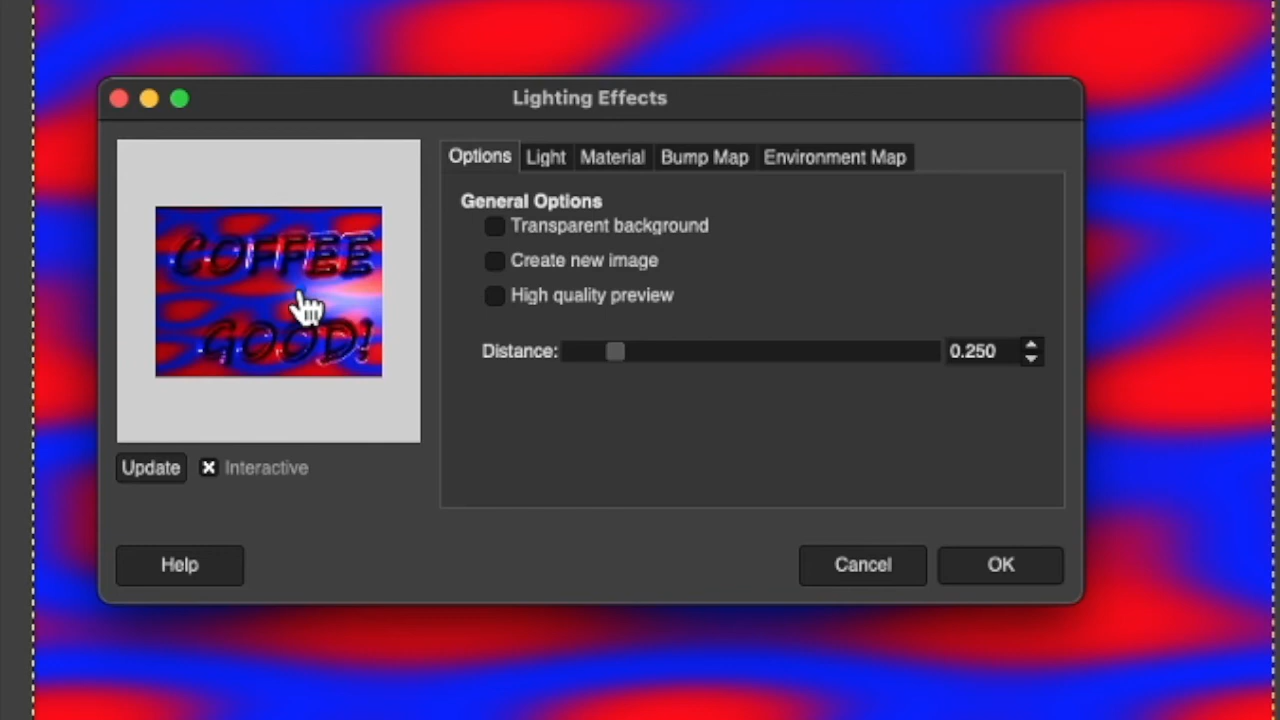 Lighting Effects
Options Light Material Bump Map Environment Map
General Options
Transparent background
Create new image
High quality preview
Distance: 0.250
COFFEE
GOOD!
Update Interactive
Help Cancel OK